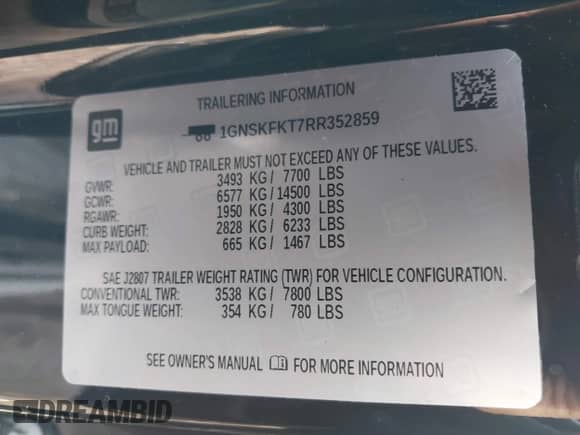 TRAILERING INFORMATION
gm
1GNSKFKT7RR352859
VEHICLE AND TRAILER MUST NOT EXCEED ANY OF THESE VALUES.
GVWR: 3493 KG/ 7700 LBS
GCWR: 6577 KG/14500 LBS
RGAWR: 1950 KG/ 4300 LBS
CURB WEIGHT: 2828 KG/ 6233 LBS
MAX PAYLOAD: 665 KG/ 1467 LBS
SAE J2807 TRAILER WEIGHT RATING (TWR) FOR VEHICLE CONFIGURATION.
CONVENTIONAL TWR: 3538 KG/ 7800 LBS
MAX TONGUE WEIGHT: 354 KG/ 780 LBS
SEE OWNER'S MANUAL FOR MORE INFORMATION
DREAMBID